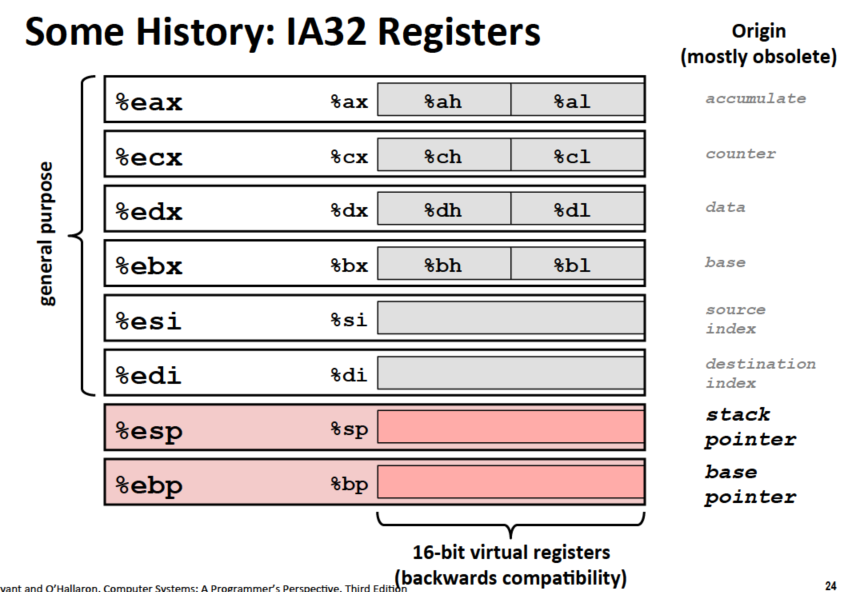 Some History: IA32 Registers
Origin
(mostly obsolete)
general purpose
%eax %ax %ah %al accumulate
%ecx %cx %ch %cl counter
%edx %dx %dh %dl data
%ebx %bx %bh %bl base
%esi %si source
index
%edi %di destination
index
%esp %sp stack
pointer
%ebp %bp base
pointer
16-bit virtual registers
(backwards compatibility)
and O'Hallaron, Computer Systems: A Programmer's Perspective, Third Edition
24